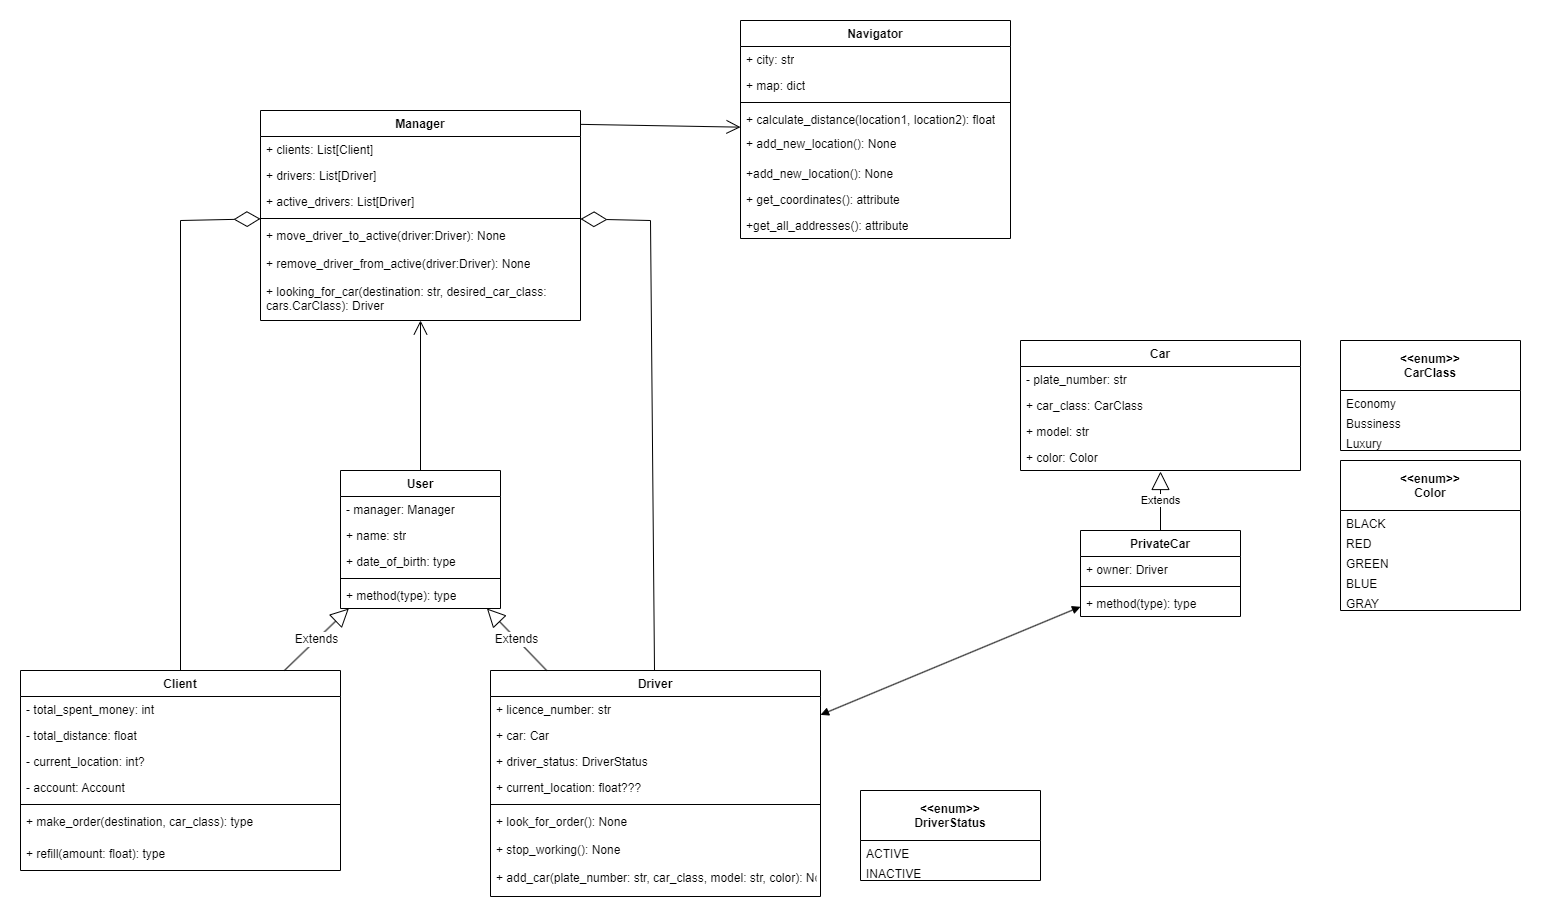 Navigator
+ city: str
+ map: dict
+ calculate_distance(location1, location2): float
+ add_new_location(): None
+add_new_location(): None
+ get_coordinates(): attribute
+get_all_addresses(): attribute
Manager
+ clients: List[Client]
+ drivers: List[Driver]
+ active_drivers: List[Driver]
+ move_driver_to_active(driver:Driver): None
+ remove_driver_from_active(driver:Driver): None
+ looking_for_car(destination: str, desired_car_class:
cars.CarClass): Driver
Car
- plate_number: str
+ car_class: CarClass
+ model: str
+ color: Color
<<enum>>
CarClass
Economy
Bussiness
Luxury
<<enum>>
Color
BLACK
RED
GREEN
BLUE
GRAY
Extends
PrivateCar
+ owner: Driver
+ method(type): type
User
- manager: Manager
+ name: str
+ date_of_birth: type
+ method(type): type
Extends
Extends
Client
- total_spent_money: int
- total_distance: float
- current_location: int?
- account: Account
+ make_order(destination, car_class): type
+ refill(amount: float): type
Driver
+ licence_number: str
+ car: Car
+ driver_status: DriverStatus
+ current_location: float???
+ look_for_order(): None
+ stop_working(): None
+ add_car(plate_number: str, car_class, model: str, color):
<<enum>>
DriverStatus
ACTIVE
INACTIVE